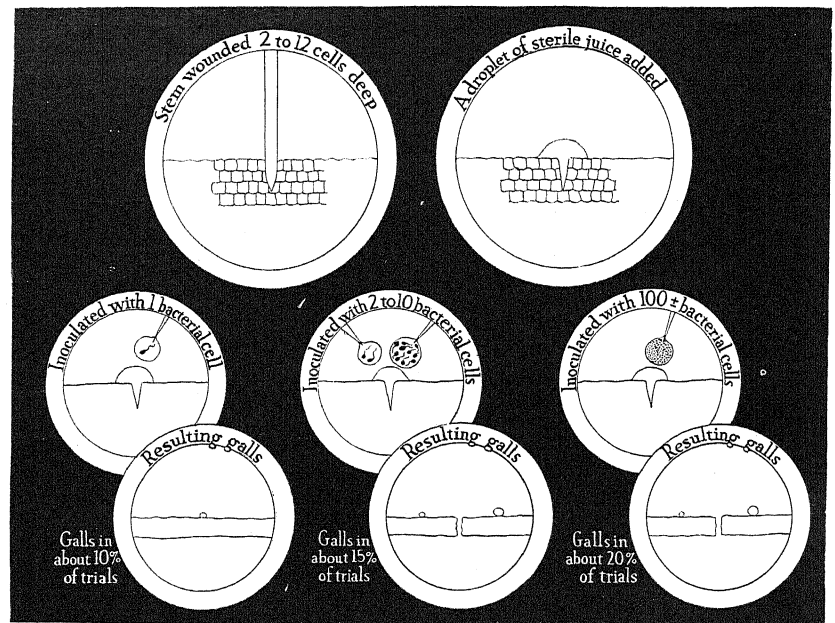 Stem wounded 2 to 12 cells deep
A droplet of sterile juice added
Inoculated with 1 bacterial cell
Inoculated with 2 to 10 bacterial cells
Inoculated with 100 ± bacterial cells
Resulting galls
Galls in
about 10%
of trials
Resulting galls
Galls in
about 15%
of trials
Resulting galls
Galls in
about 20%
of trials